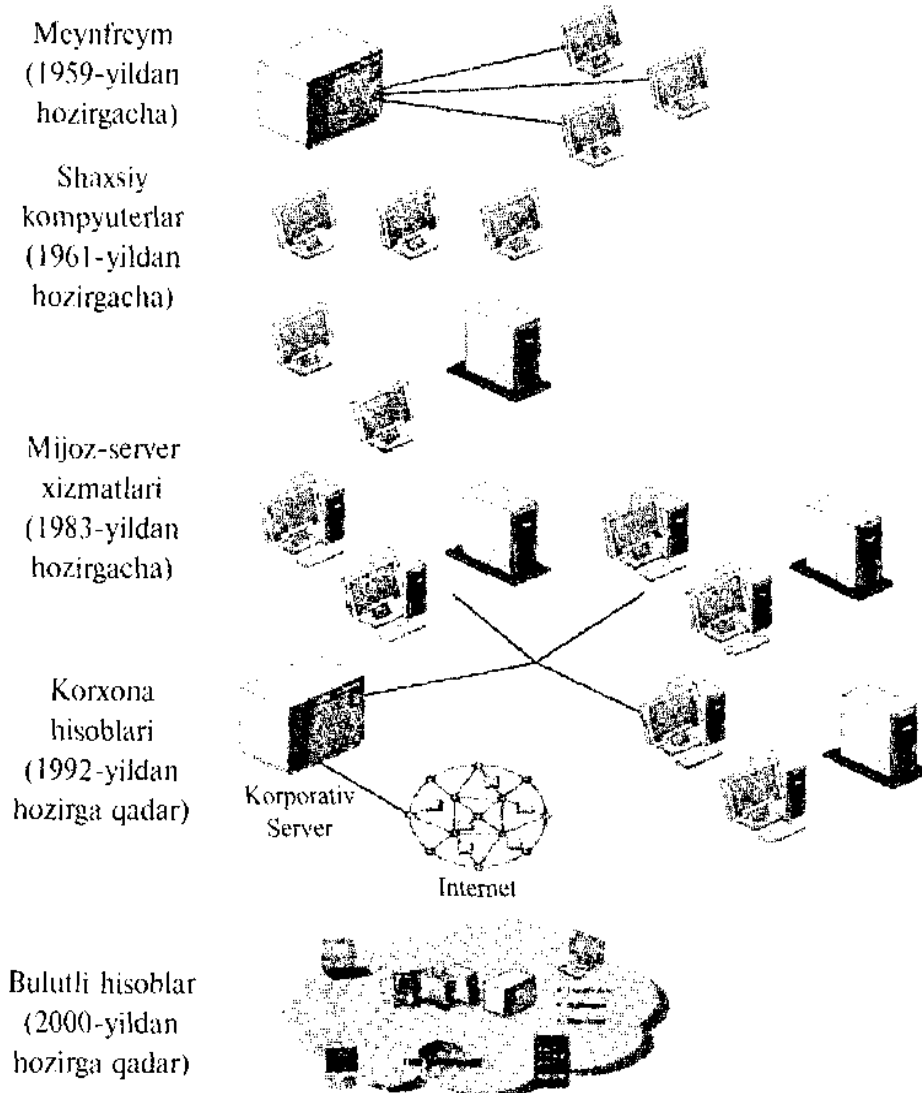 Meynfreym
(1959-yildan
hozirgacha)
Shaxsiy
kompyuterlar
(1961-yildan
hozirgacha)
Mijoz-server
xizmatlari
(1983-yildan
hozirgacha)
Korxona
hisoblari
(1992-yildan
hozirga qadar)
Korporativ
Server
Internet
Bulutli hisoblar
(2000-yildan
hozirga qadar)